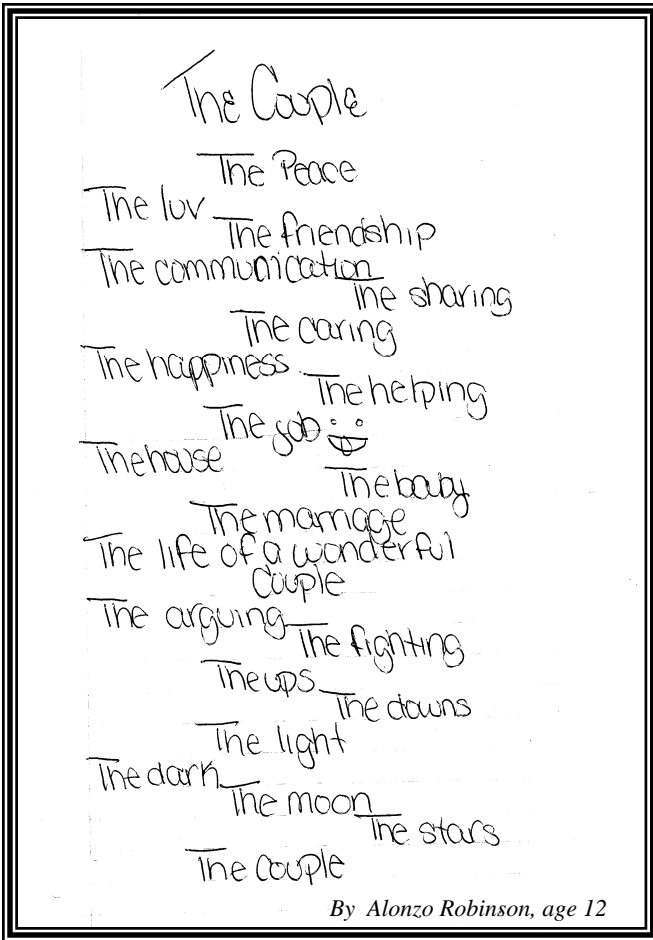 The Couple
The Peace
The luv
The friendship
The communication
The sharing
The caring
The happiness
The helping
The job
The house
The baby
The marriage
The life of a wonderful
Couple
The arguing
The fighting
The ups
The downs
The light
The dark
The moon
The stars
The couple
By Alonzo Robinson, age 12